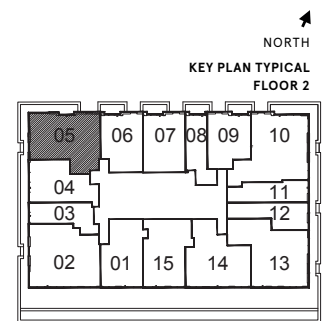 NORTH
KEY PLAN TYPICAL
FLOOR 2
05 06 07 08 09 10
04 11
03 12
02 01 15 14 13